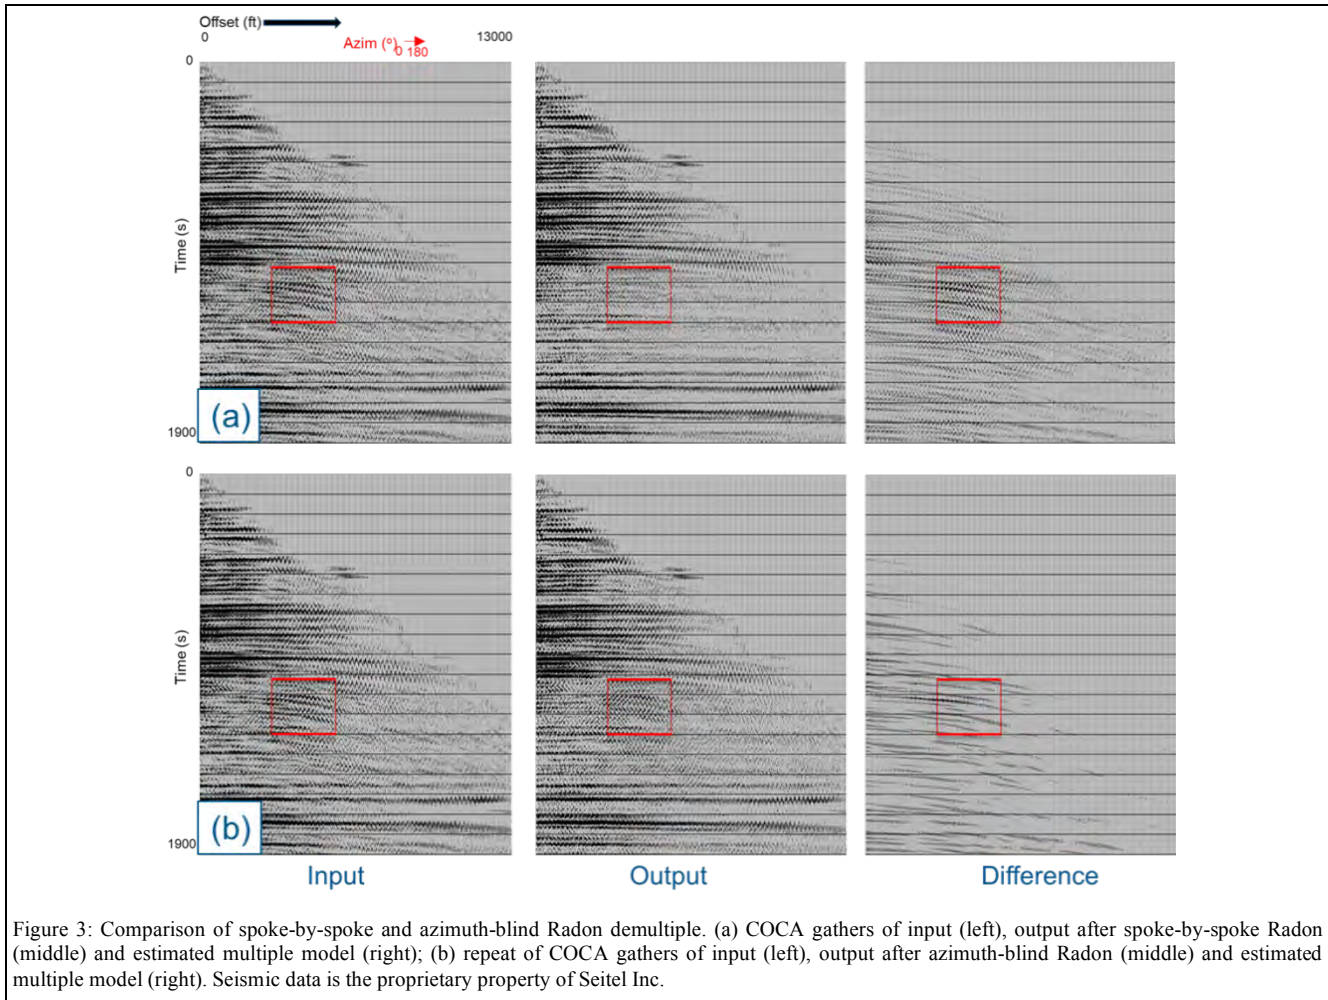 Offset (ft)
0
13000
Azim (°)
0 180
0
Time (s)
(a)
1900
0
Time (s)
(b)
1900
Input
Output
Difference
Figure 3: Comparison of spoke-by-spoke and azimuth-blind Radon demultiple. (a) COCA gathers of input (left), output after spoke-by-spoke Radon
(middle) and estimated multiple model (right); (b) repeat of COCA gathers of input (left), output after azimuth-blind Radon (middle) and estimated
multiple model (right). Seismic data is the proprietary property of Seitel Inc.